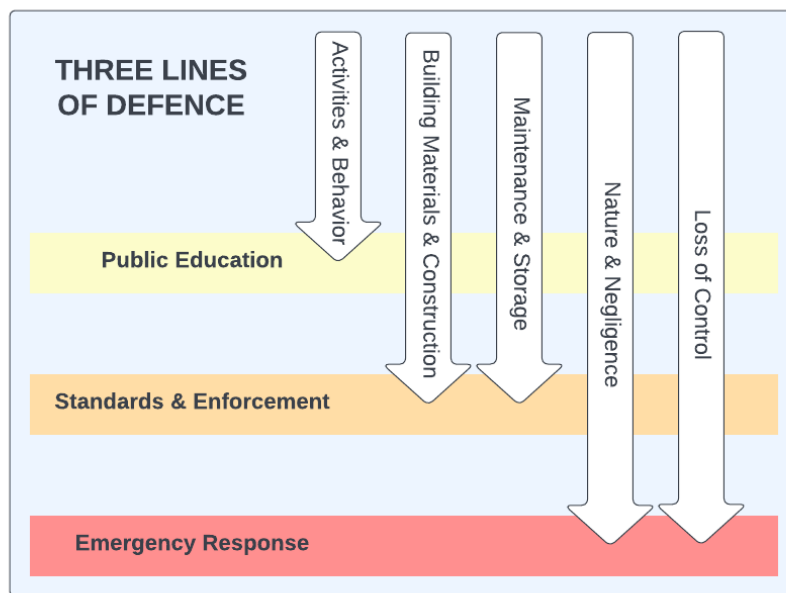 THREE LINES
OF DEFENCE
Activities & Behavior
Building Materials & Construction
Maintenance & Storage
Nature & Negligence
Loss of Control
Public Education
Standards & Enforcement
Emergency Response